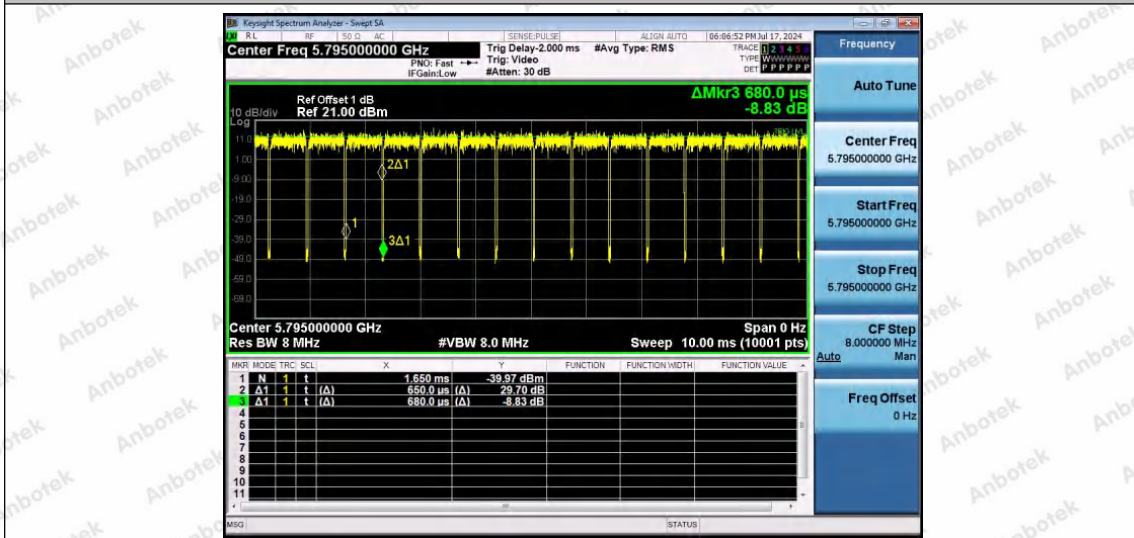 Keysight Spectrum Analyzer - Swept SA
RL RF 50 Ω AC SENSE:PULSE ALIGN AUTO 06:06:52 PM Jul 17, 2024
Center Freq 5.795000000 GHz
PNO: Fast
IFGain:Low
Trig Delay-2.000 ms
Trig: Video
#Atten: 30 dB
#Avg Type: RMS
TRACE 1 2 3 4 5 6
TYPE WWWWWW
DET P P P P P P
ΔMkr3 680.0 µs
-8.83 dB
Ref Offset 1 dB
10 dB/div Ref 21.00 dBm
Log
11.0
1.00
-9.00
-19.0
-29.0
-39.0
-49.0
-59.0
-69.0
2Δ1
1
3Δ1
Center 5.795000000 GHz Span 0 Hz
Res BW 8 MHz #VBW 8.0 MHz Sweep 10.00 ms (10001 pts)
MKR MODE TRC SCL X Y FUNCTION FUNCTION WIDTH FUNCTION VALUE
1 N 1 t 1.650 ms -39.97 dBm
2 Δ1 1 t (Δ) 650.0 µs (Δ) 29.70 dB
3 Δ1 1 t (Δ) 680.0 µs (Δ) -8.83 dB
4
5
6
7
8
9
10
11
MSG STATUS
Frequency
Auto Tune
Center Freq
5.795000000 GHz
Start Freq
5.795000000 GHz
Stop Freq
5.795000000 GHz
CF Step
8.000000 MHz
Auto Man
Freq Offset
0 Hz
Anbotek